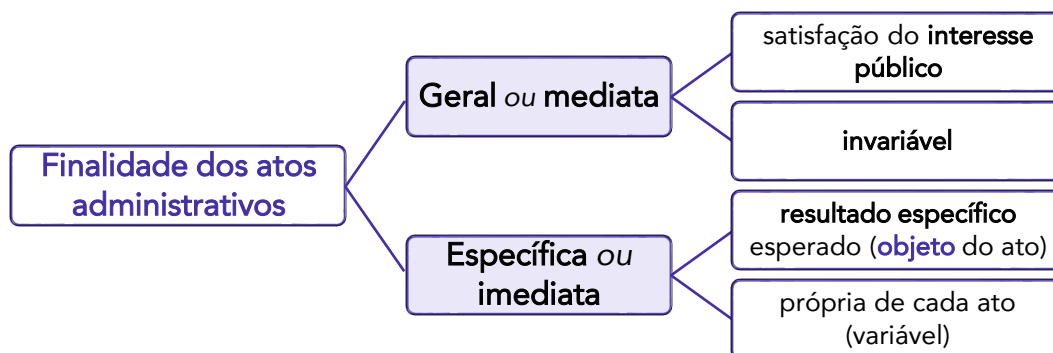 Finalidade dos atos
administrativos
Geral ou mediata
satisfação do interesse
público
invariável
Específica ou
imediata
resultado específico
esperado (objeto do ato)
própria de cada ato
(variável)